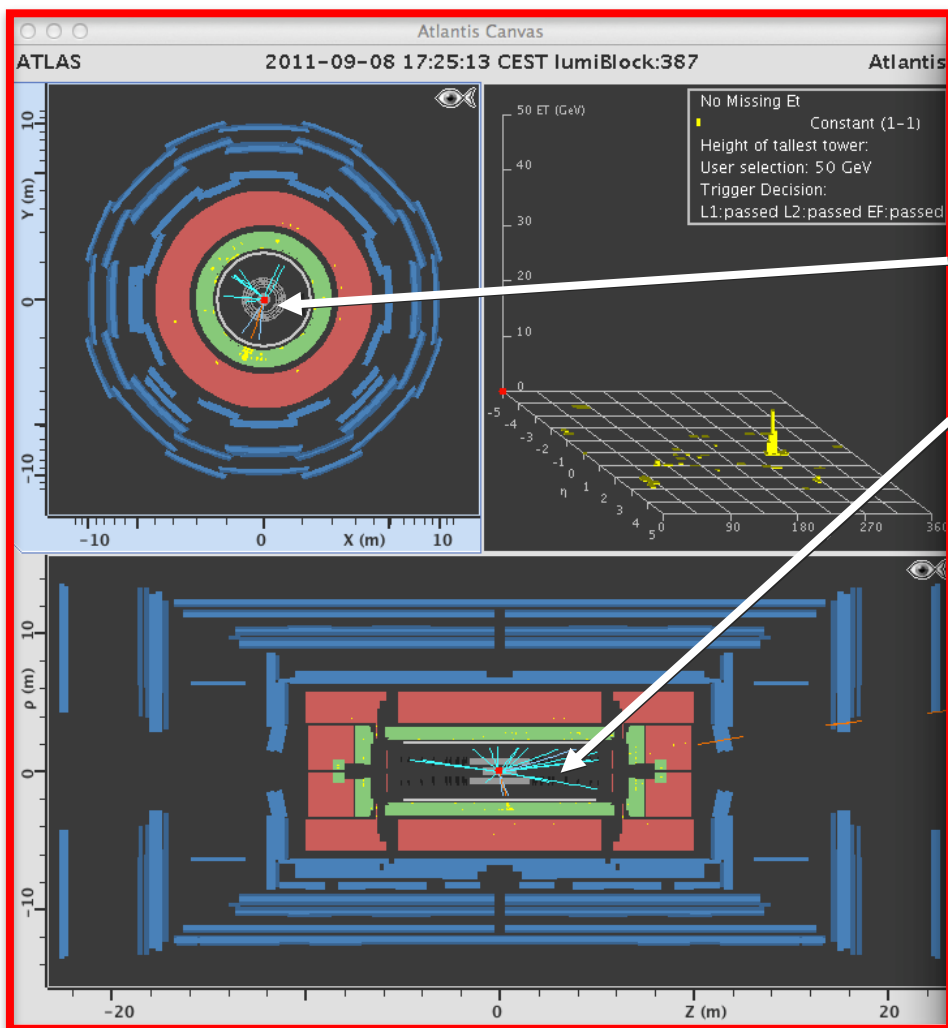 Atlantis Canvas
ATLAS 2011-09-08 17:25:13 CEST lumiBlock:387 Atlantis
10
Y (m)
0
-10
-10 0 X (m) 10
50 ET (GeV)
40
30
20
10
0
No Missing Et
Constant (1-1)
Height of tallest tower:
User selection: 50 GeV
Trigger Decision:
L1:passed L2:passed EF:passed
-5
-4
-3
-2
-1
0
η
1
2
3
4
5
0 90 180 270 360
10
ρ (m)
0
-10
-20 0 Z (m) 20